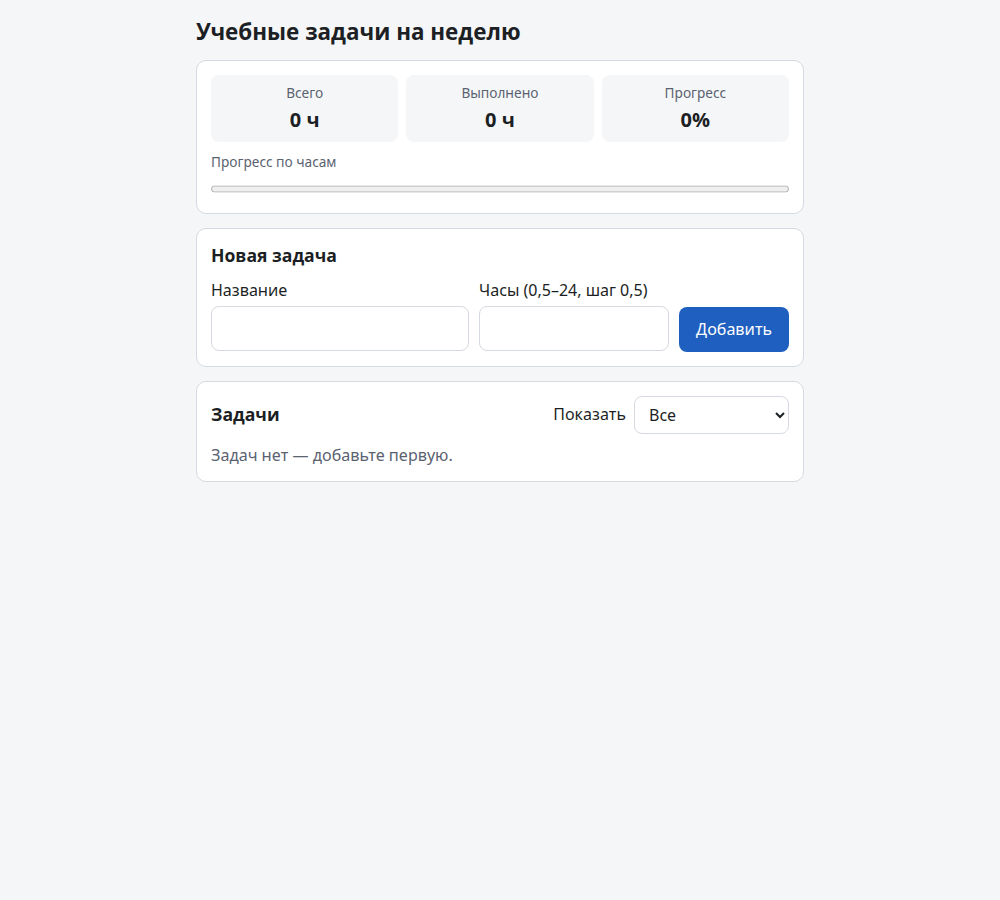 Учебные задачи на неделю
Всего
0 ч
Выполнено
0 ч
Прогресс
0%
Прогресс по часам
Новая задача
Название
Часы (0,5–24, шаг 0,5)
Добавить
Задачи
Показать
Все
Задач нет — добавьте первую.